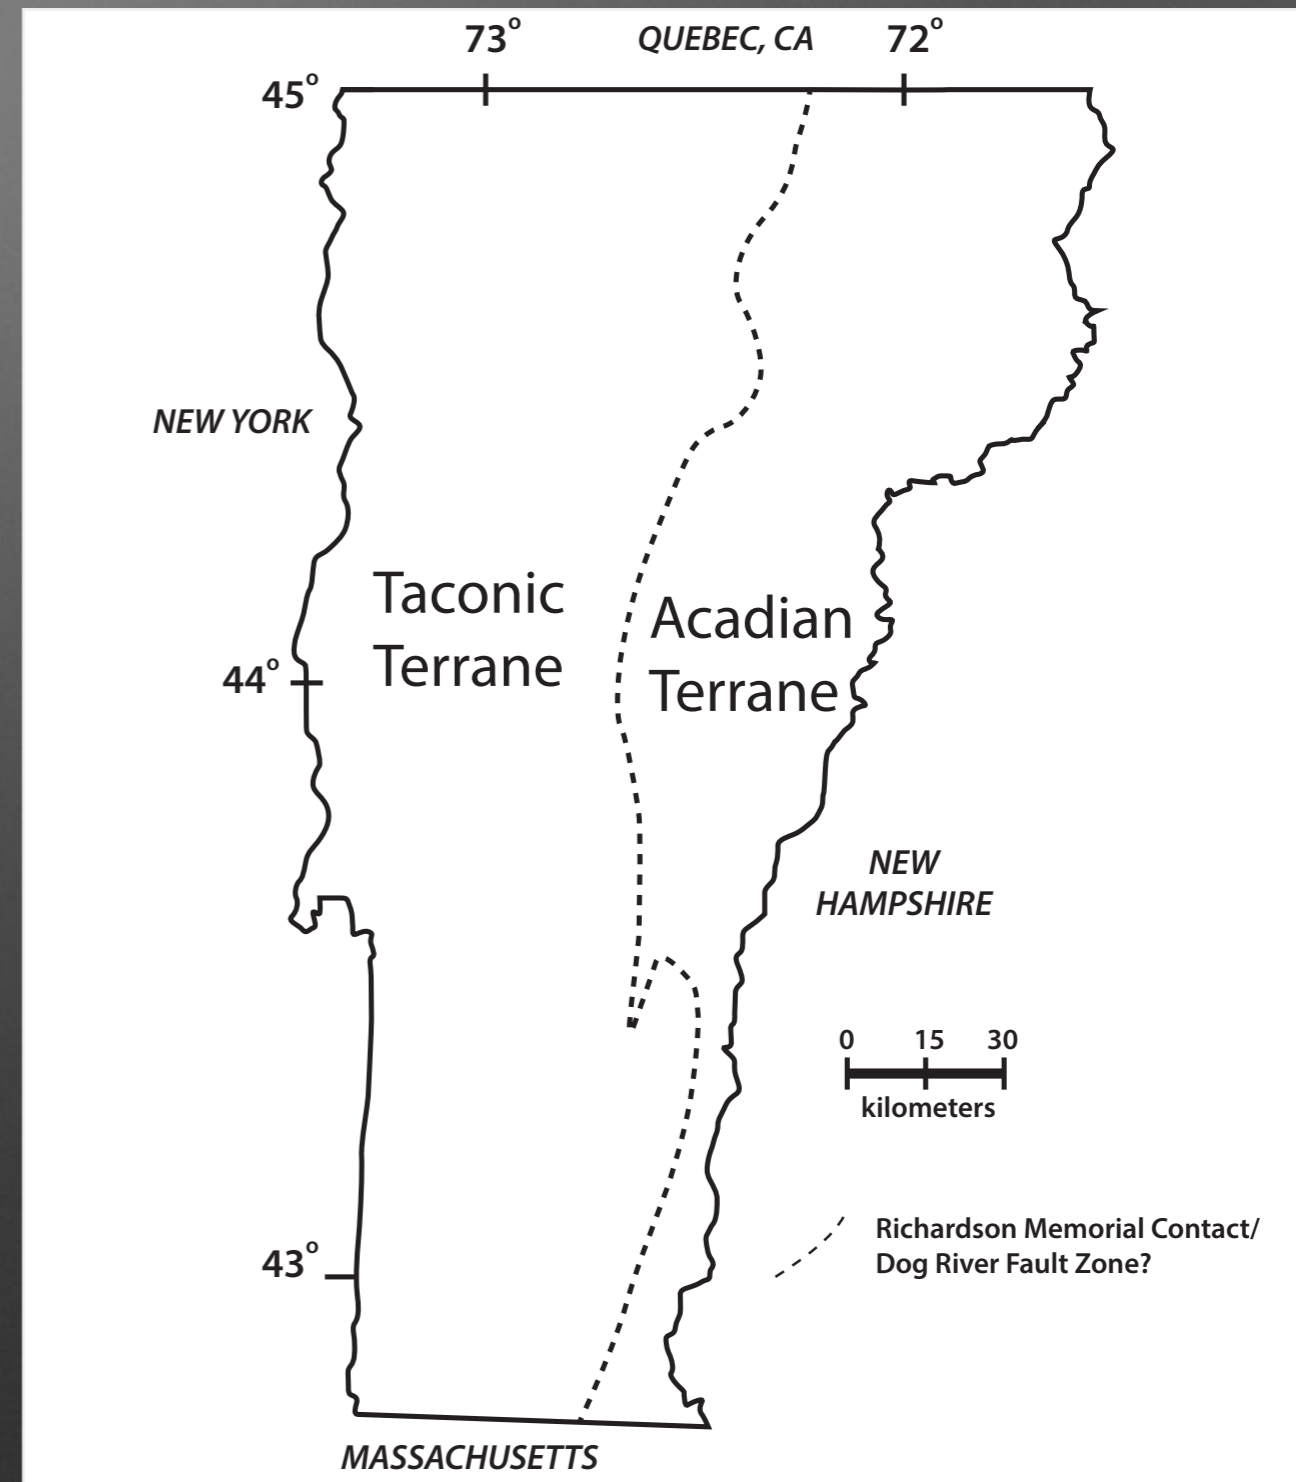 73°
QUEBEC, CA
72°
45°
NEW YORK
Taconic
Terrane
Acadian
Terrane
44°
NEW
HAMPSHIRE
0 15 30
kilometers
Richardson Memorial Contact/
Dog River Fault Zone?
43°
MASSACHUSETTS